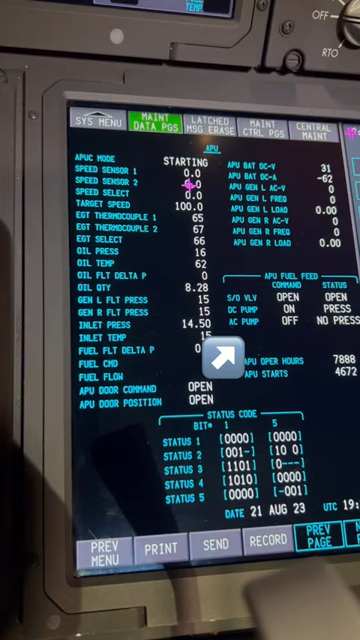 OFF
RTO
TEMP
SYS MENU
MAINT DATA PGS
LATCHED MSG ERASE
MAINT CTRL PGS
CENTRAL MAINT
APU
APUC MODE STARTING
SPEED SENSOR 1 0.0
SPEED SENSOR 2 0.0
SPEED SELECT 0.0
TARGET SPEED 100.0
EGT THERMOCOUPLE 1 65
EGT THERMOCOUPLE 2 67
EGT SELECT 66
OIL PRESS 16
OIL TEMP 62
OIL FLT DELTA P 0
OIL QTY 8.28
GEN L FLT PRESS 15
GEN R FLT PRESS 15
INLET PRESS 14.50
INLET TEMP 15
FUEL FLT DELTA P
FUEL CMD
FUEL FLOW
APU DOOR COMMAND OPEN
APU DOOR POSITION OPEN
APU BAT DC-V 31
APU BAT DC-A -62
APU GEN L AC-V 0
APU GEN L FREQ 0
APU GEN L LOAD 0.00
APU GEN R AC-V 0
APU GEN R FREQ 0
APU GEN R LOAD 0.00
APU FUEL FEED
COMMAND STATUS
S/O VLV OPEN OPEN
DC PUMP ON PRESS
AC PUMP OFF NO PRESS
APU OPER HOURS 7888
APU STARTS 4672
STATUS CODE
BIT# 1 5
STATUS 1 [0000] [0000]
STATUS 2 [001-] [10 0]
STATUS 3 [1101] [0---]
STATUS 4 [1010] [0000]
STATUS 5 [0000] [-001]
DATE 21 AUG 23 UTC 19:
PREV MENU
PRINT
SEND
RECORD
PREV PAGE